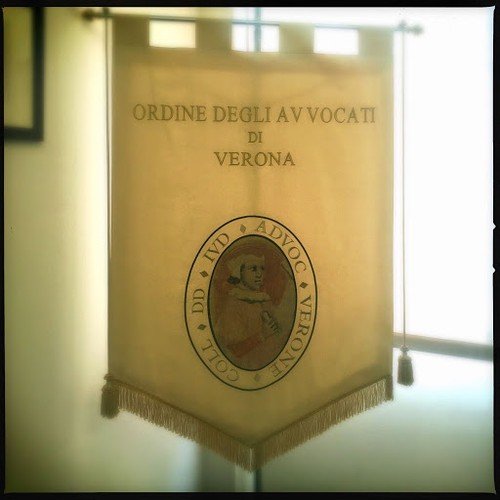 ORDINE DEGLI AVVOCATI
DI
VERONA
COLL ♦ DD ♦ IVD ♦ ADVOC ♦ VERONE ♦